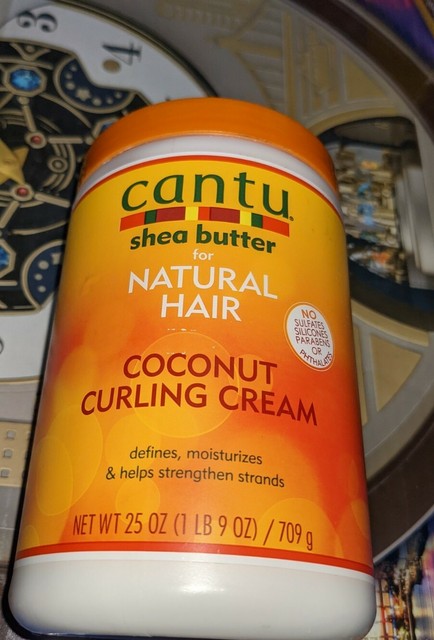 cantu®
shea butter
for
NATURAL
HAIR
NO
SULFATES
SILICONES
PARABENS
OR
PHTHALATES
COCONUT
CURLING CREAM
defines, moisturizes
& helps strengthen strands
NET WT 25 OZ (1 LB 9 OZ) / 709 g